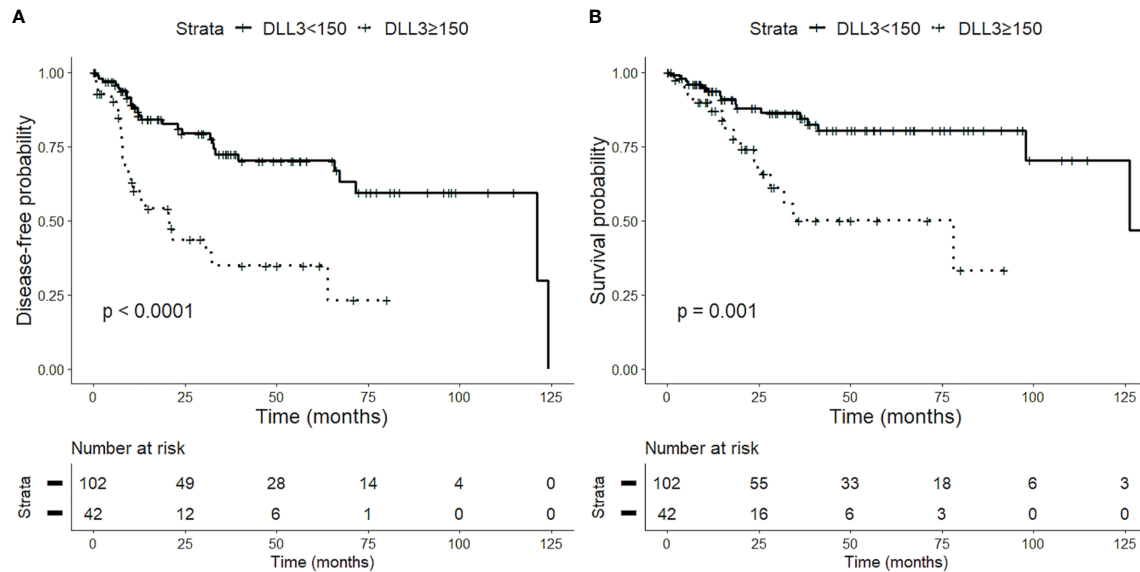 A
Strata DLL3<150 DLL3≥150
Disease-free probability
1.00
0.75
0.50
0.25
0.00
p < 0.0001
0 25 50 75 100 125
Time (months)
Number at risk
Strata
102 49 28 14 4 0
42 12 6 1 0 0
0 25 50 75 100 125
Time (months)
B
Strata DLL3<150 DLL3≥150
Survival probability
1.00
0.75
0.50
0.25
0.00
p = 0.001
0 25 50 75 100 125
Time (months)
Number at risk
Strata
102 55 33 18 6 3
42 16 6 3 0 0
0 25 50 75 100 125
Time (months)